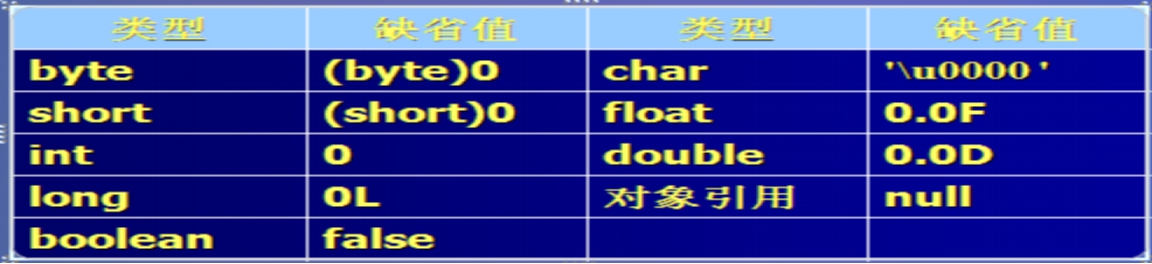 类型 缺省值 类型 缺省值
byte (byte)0 char '\u0000'
short (short)0 float 0.0F
int 0 double 0.0D
long 0L 对象引用 null
boolean false